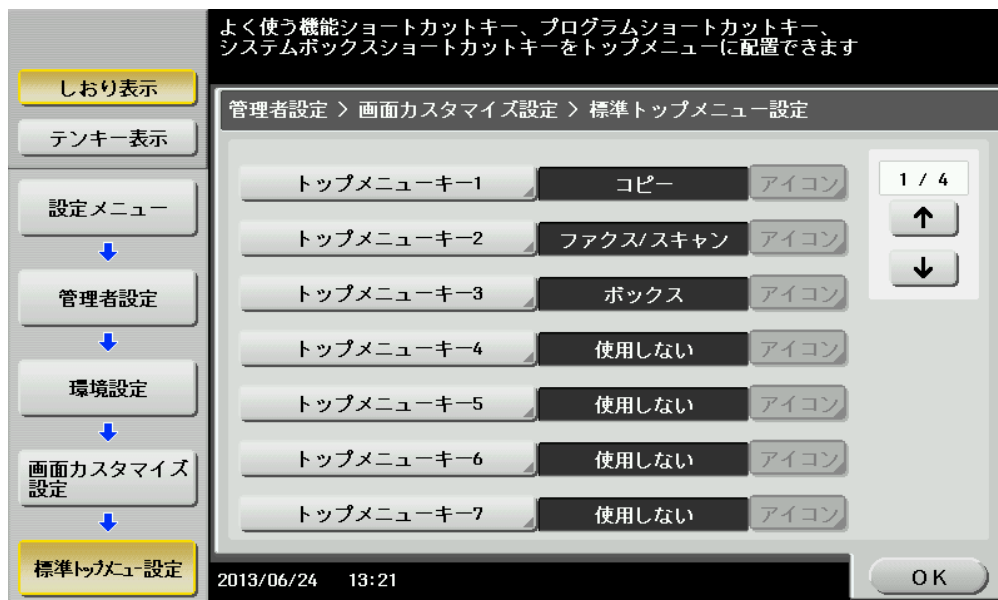 よく使う機能ショートカットキー、プログラムショートカットキー、
システムボックスショートカットキーをトップメニューに配置できます
しおり表示
テンキー表示
設定メニュー
管理者設定
環境設定
画面カスタマイズ
設定
標準トップメニュー設定
管理者設定 > 画面カスタマイズ設定 > 標準トップメニュー設定
トップメニューキー1 コピー アイコン
トップメニューキー2 ファクス/スキャン アイコン
トップメニューキー3 ボックス アイコン
トップメニューキー4 使用しない アイコン
トップメニューキー5 使用しない アイコン
トップメニューキー6 使用しない アイコン
トップメニューキー7 使用しない アイコン
1 / 4
↑
↓
2013/06/24 13:21
OK